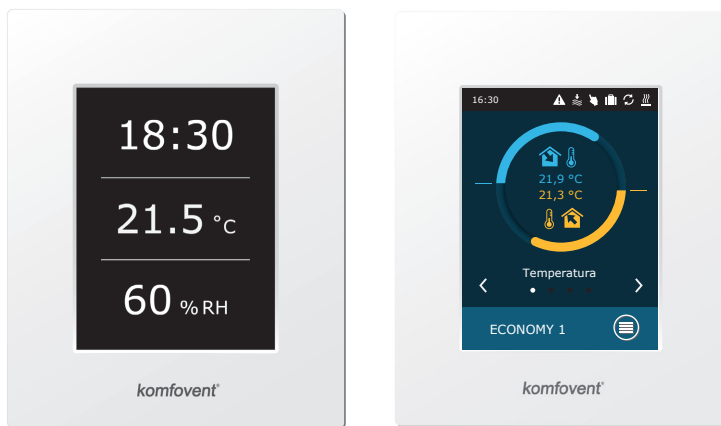 18:30
21.5 °C
60 % RH
komfovent®
16:30
21,9 °C
21,3 °C
Temperatura
ECONOMY 1
komfovent®